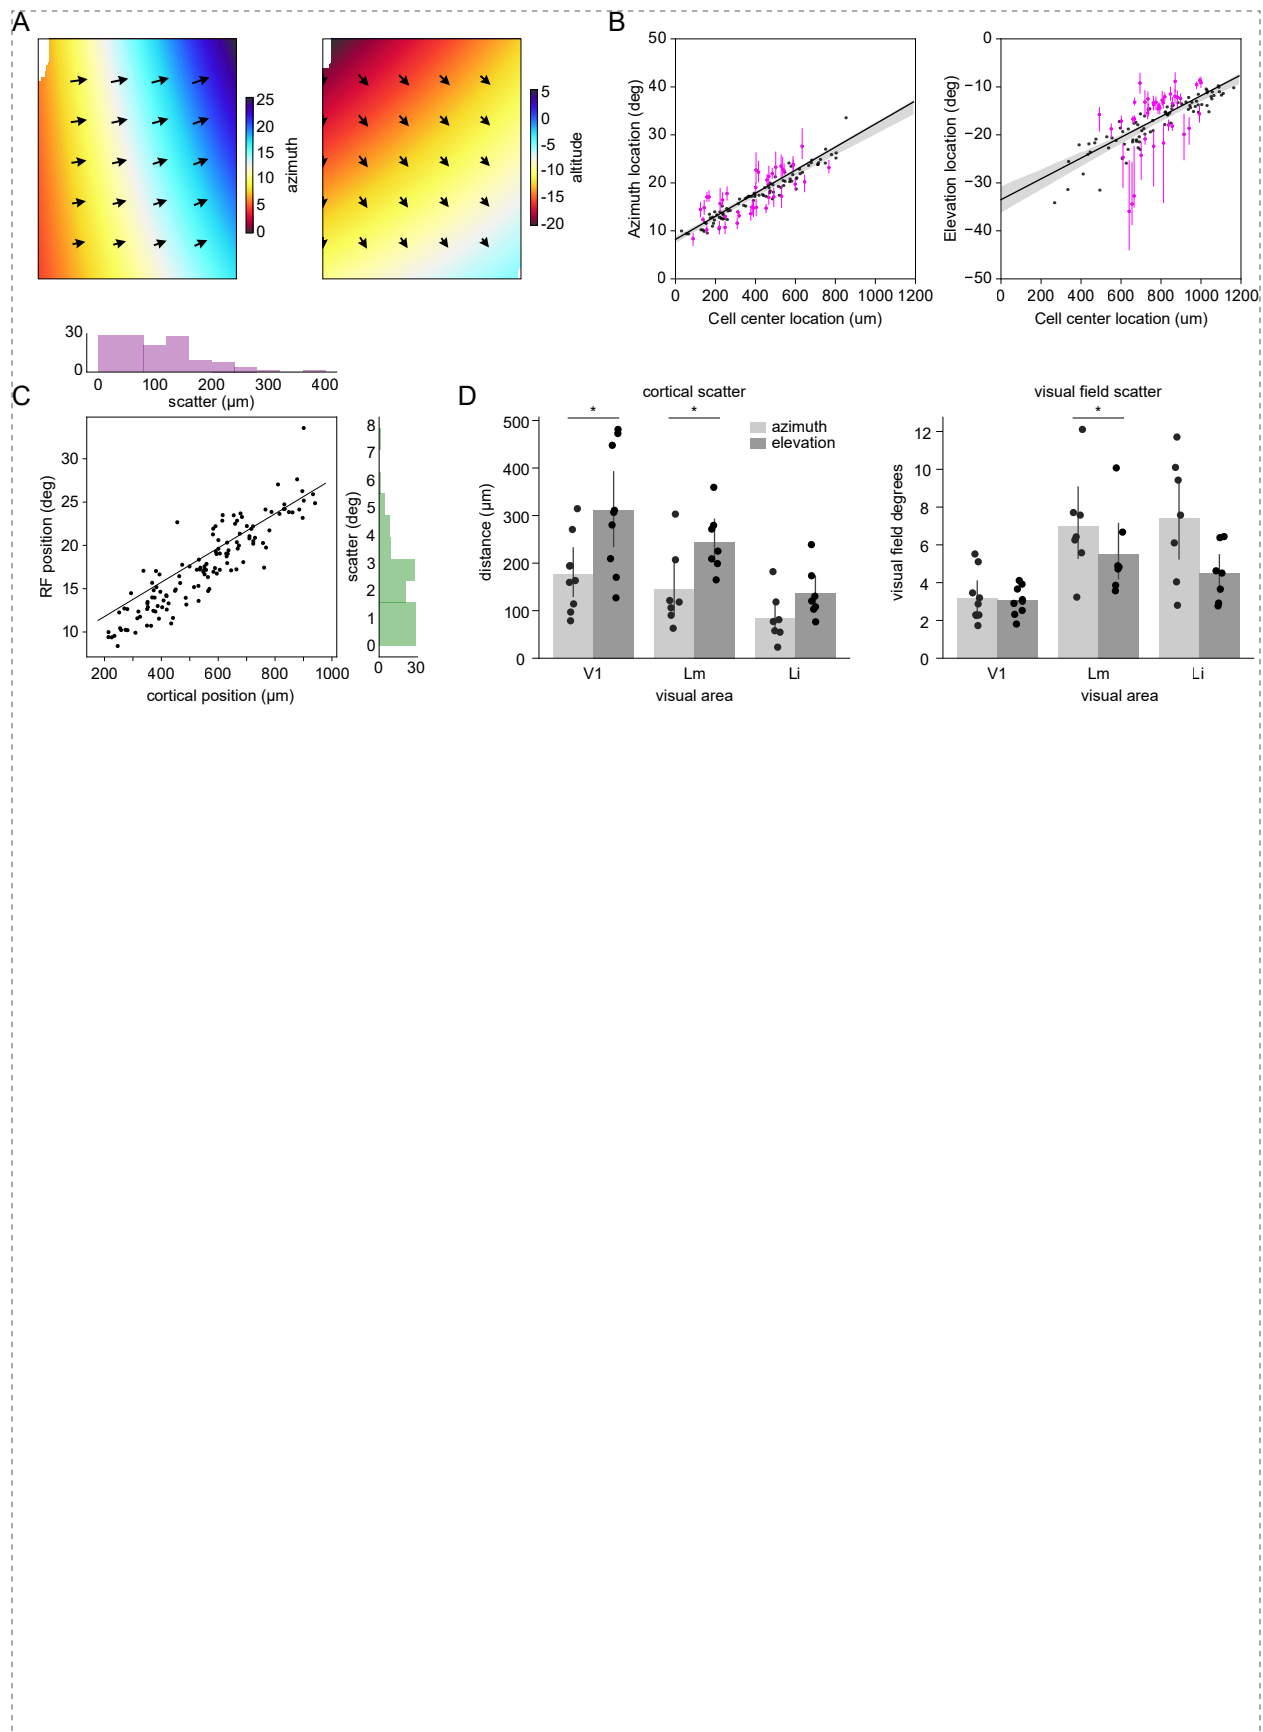 A
25
20
15
10
5
0
azimuth
5
0
-5
-10
-15
-20
altitude
B
50
40
30
20
10
0
Azimuth location (deg)
0 200 400 600 800 1000 1200
Cell center location (um)
0
−10
−20
−30
−40
−50
Elevation location (deg)
0 200 400 600 800 1000 1200
Cell center location (um)
30
0
0 100 200 300 400
scatter (µm)
C
30
25
20
15
10
RF position (deg)
200 400 600 800 1000
cortical position (µm)
8
7
6
5
4
3
2
1
0
scatter (deg)
0 30
D
cortical scatter
* *
azimuth
elevation
500
400
300
200
100
0
distance (µm)
V1 Lm Li
visual area
visual field scatter
*
12
10
8
6
4
2
0
visual field degrees
V1 Lm Li
visual area